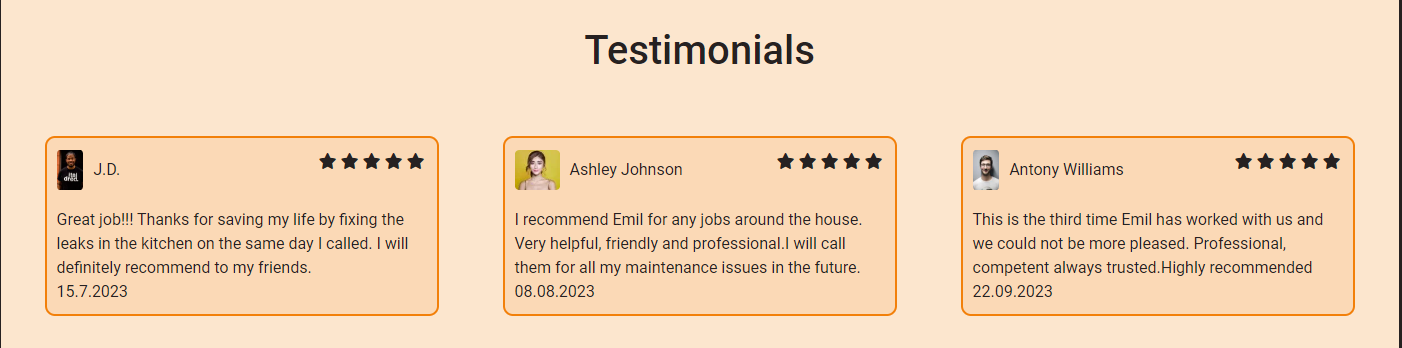 Testimonials
J.D.
Great job!!! Thanks for saving my life by fixing the
leaks in the kitchen on the same day I called. I will
definitely recommend to my friends.
15.7.2023
Ashley Johnson
I recommend Emil for any jobs around the house.
Very helpful, friendly and professional.I will call
them for all my maintenance issues in the future.
08.08.2023
Antony Williams
This is the third time Emil has worked with us and
we could not be more pleased. Professional,
competent always trusted.Highly recommended
22.09.2023